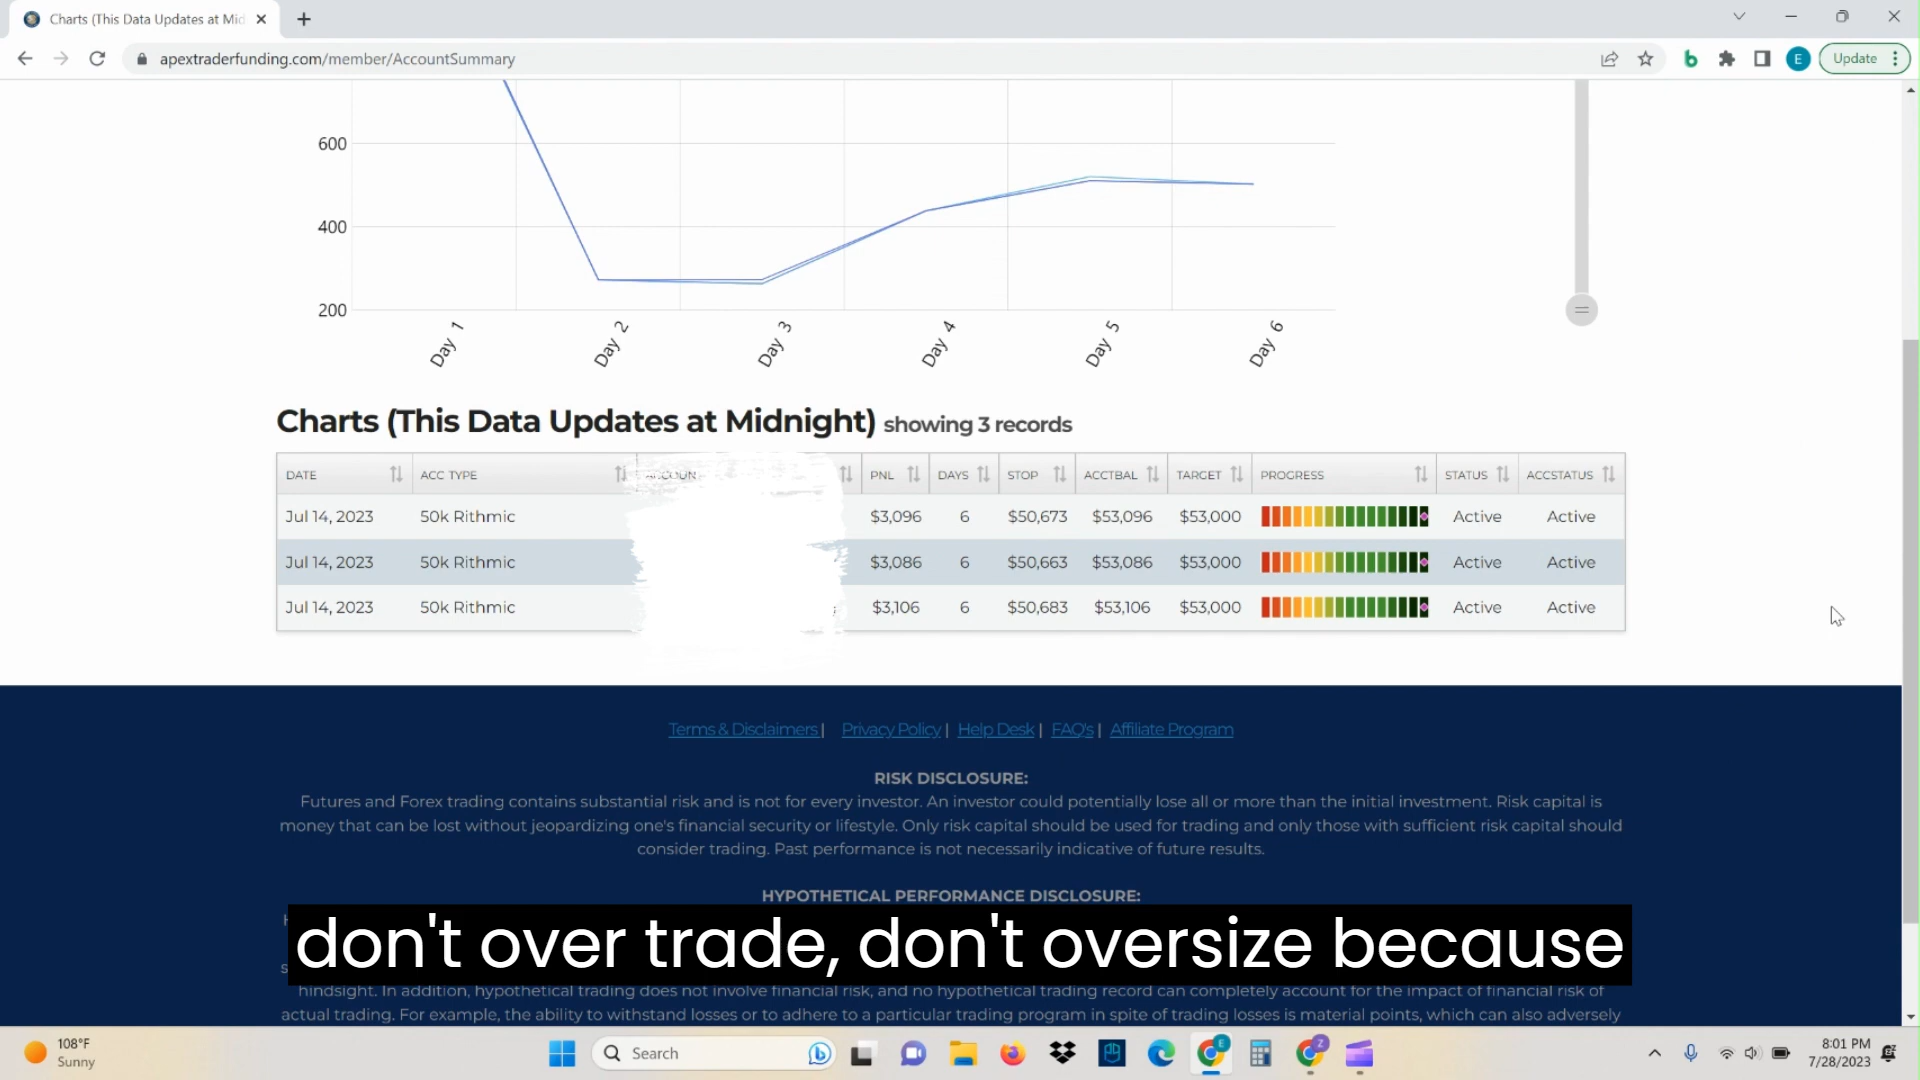 Charts (This Data Updates at Mid
apextraderfunding.com/member/AccountSummary
E
Update
600
400
200
Day 1
Day 2
Day 3
Day 4
Day 5
Day 6
Charts (This Data Updates at Midnight) showing 3 records
DATE ACC TYPE ACCOUN PNL DAYS STOP ACCTBAL TARGET PROGRESS STATUS ACCSTATUS
Jul 14, 2023 50k Rithmic $3,096 6 $50,673 $53,096 $53,000 Active Active
Jul 14, 2023 50k Rithmic $3,086 6 $50,663 $53,086 $53,000 Active Active
Jul 14, 2023 50k Rithmic $3,106 6 $50,683 $53,106 $53,000 Active Active
Terms & Disclaimers | Privacy Policy | Help Desk | FAQ's | Affiliate Program
RISK DISCLOSURE:
Futures and Forex trading contains substantial risk and is not for every investor. An investor could potentially lose all or more than the initial investment. Risk capital is
money that can be lost without jeopardizing one's financial security or lifestyle. Only risk capital should be used for trading and only those with sufficient risk capital should
consider trading. Past performance is not necessarily indicative of future results.
HYPOTHETICAL PERFORMANCE DISCLOSURE:
don't over trade, don't oversize because
hindsight. In addition, hypothetical trading does not involve financial risk, and no hypothetical trading record can completely account for the impact of financial risk of
actual trading. For example, the ability to withstand losses or to adhere to a particular trading program in spite of trading losses is material points, which can also adversely
108°F
Sunny
Search
E
Z
8:01 PM
7/28/2023